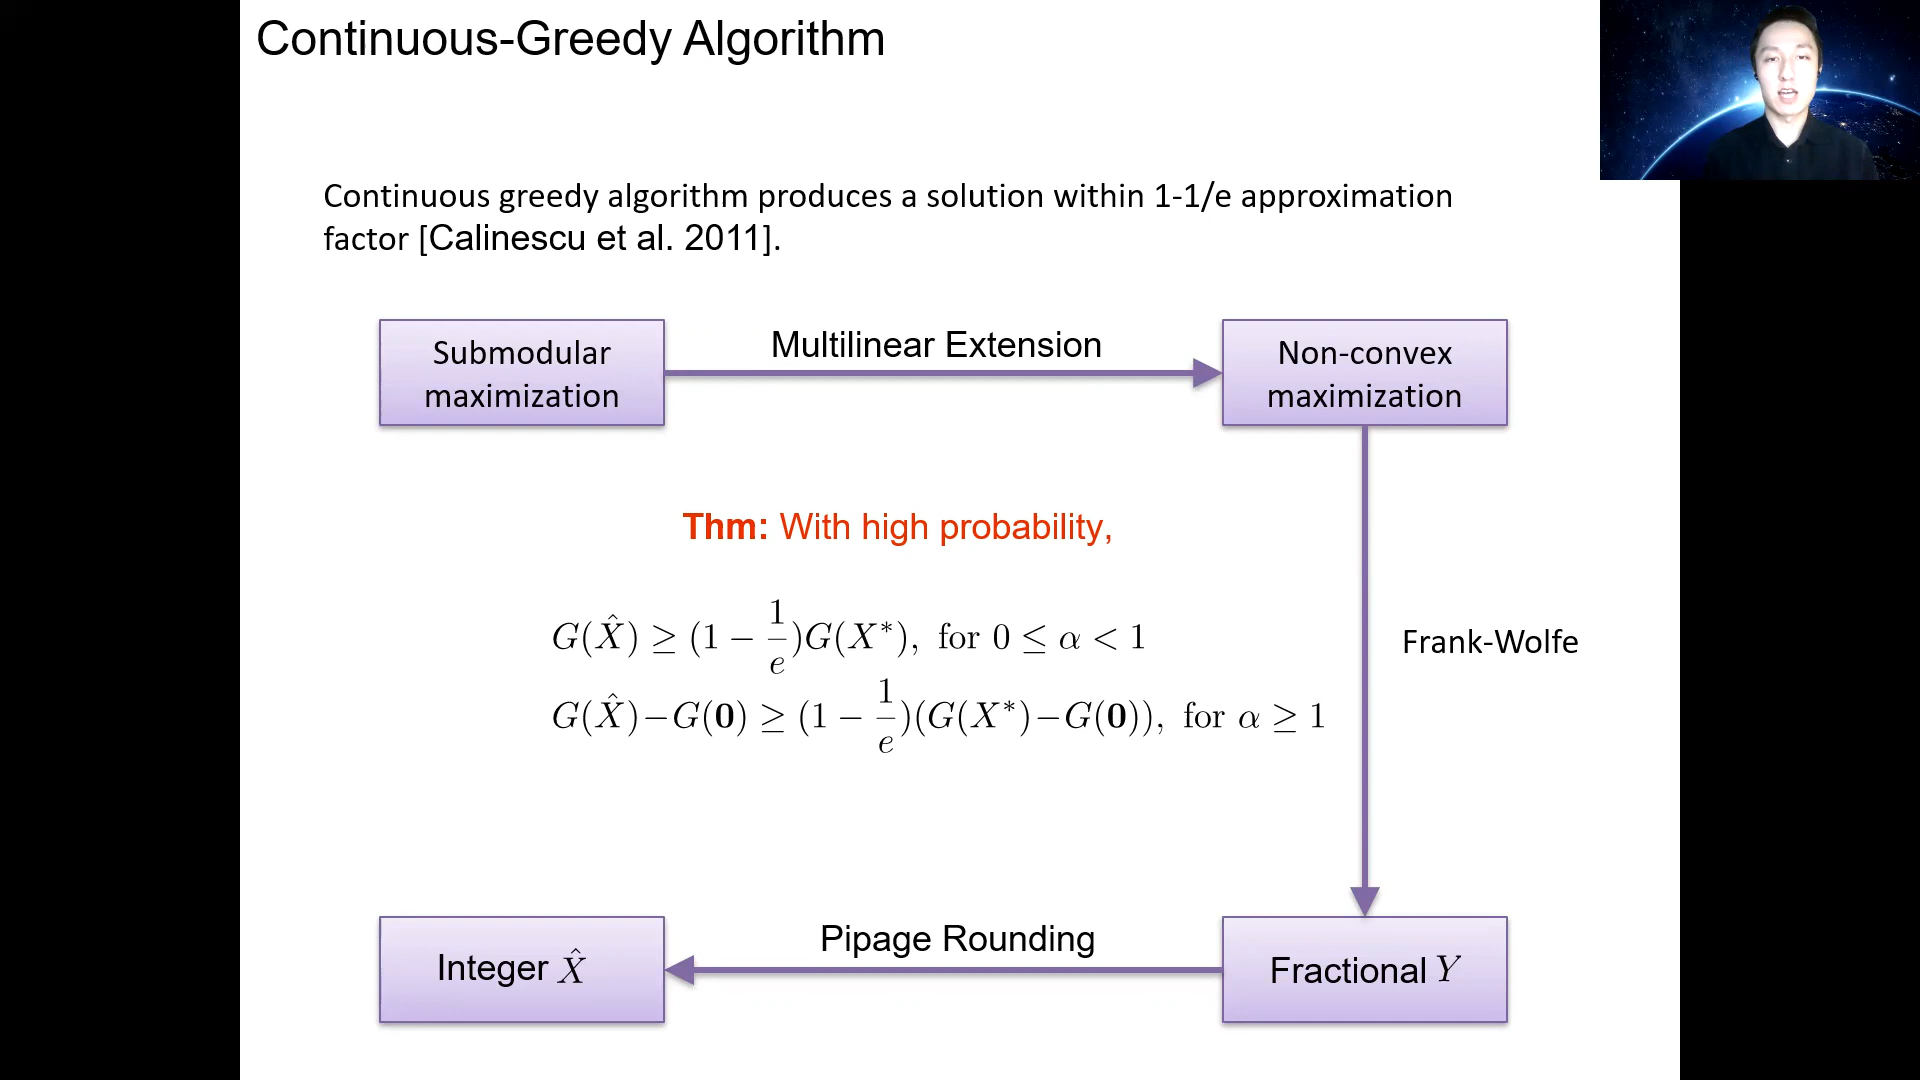 Continuous-Greedy Algorithm
Continuous greedy algorithm produces a solution within 1-1/e approximation
factor [Calinescu et al. 2011].
Submodular
maximization
Multilinear Extension
Non-convex
maximization
Thm: With high probability,
G(X̂) ≥ (1 − 1/e)G(X*), for 0 ≤ α < 1
G(X̂)−G(𝟎) ≥ (1 − 1/e)(G(X*)−G(𝟎)), for α ≥ 1
Frank-Wolfe
Integer X̂
Pipage Rounding
Fractional Y